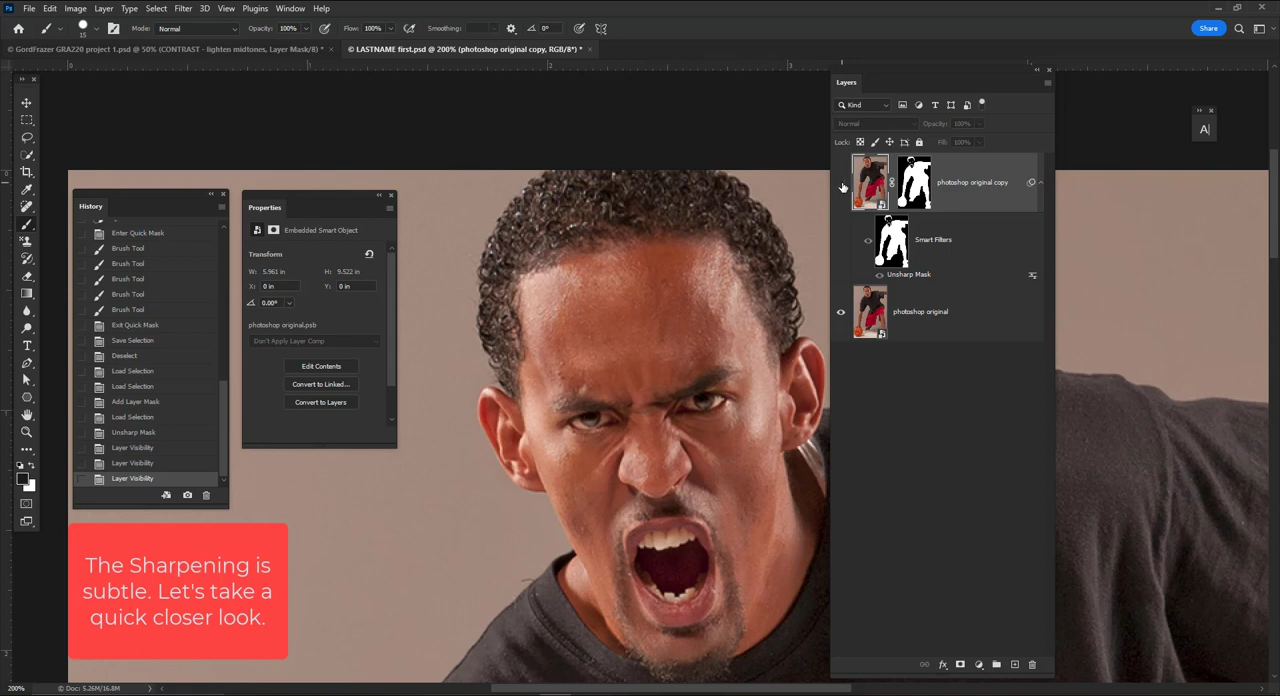 Ps File Edit Image Layer Type Select Filter 3D View Plugins Window Help
15 Mode: Normal Opacity: 100% Flow: 100% Smoothing: 0° Share
© GordFrazer GRA220 project 1.psd @ 50% (CONTRAST - lighten midtones, Layer Mask/8) * ×
© LASTNAME first.psd @ 200% (photoshop original copy, RGB/8*) * ×
0 1 2 3
History
Enter Quick Mask
Brush Tool
Brush Tool
Brush Tool
Brush Tool
Brush Tool
Exit Quick Mask
Save Selection
Deselect
Load Selection
Load Selection
Add Layer Mask
Load Selection
Unsharp Mask
Layer Visibility
Layer Visibility
Layer Visibility
Properties
Embedded Smart Object
Transform
W: 5.961 in H: 9.522 in
X: 0 in Y: 0 in
0.00°
photoshop original.psb
Don't Apply Layer Comp
Edit Contents
Convert to Linked...
Convert to Layers
Layers
Kind
Normal Opacity: 100%
Lock: Fill: 100%
photoshop original copy
Smart Filters
Unsharp Mask
photoshop original
A|
The Sharpening is
subtle. Let's take a
quick closer look.
200% © Doc: 5.26M/16.8M